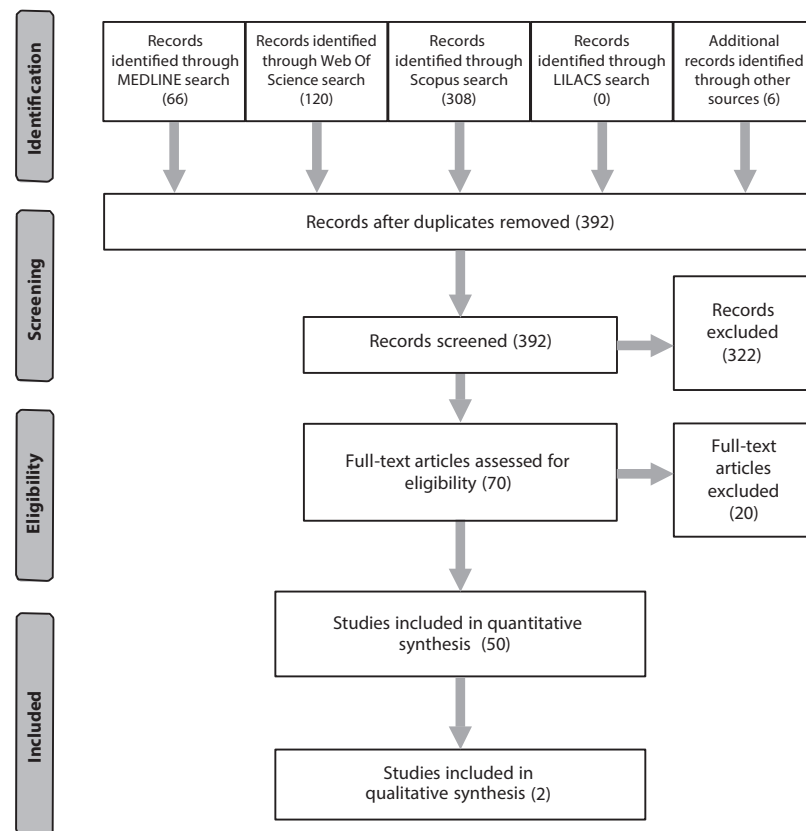 Identification
Records
identified through
MEDLINE search
(66)
Records identified
through Web Of
Science search
(120)
Records
identified through
Scopus search
(308)
Records
identified through
LILACS search
(0)
Additional
records identified
through other
sources (6)
Records after duplicates removed (392)
Screening
Records screened (392)
Records
excluded
(322)
Eligibility
Full-text articles assessed for
eligibility (70)
Full-text
articles
excluded
(20)
Included
Studies included in quantitative
synthesis (50)
Studies included in
qualitative synthesis (2)